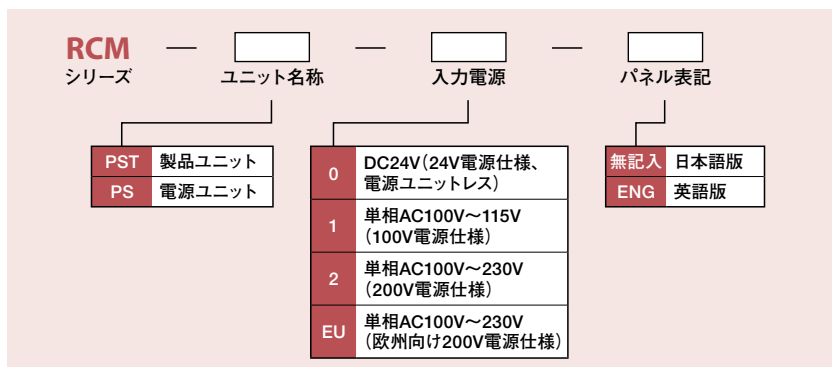 RCM — — —
シリーズ ユニット名称 入力電源 パネル表記
PST 製品ユニット
PS 電源ユニット
0 DC24V(24V電源仕様、
電源ユニットレス)
1 単相AC100V～115V
(100V電源仕様)
2 単相AC100V～230V
(200V電源仕様)
EU 単相AC100V～230V
(欧州向け200V電源仕様)
無記入 日本語版
ENG 英語版